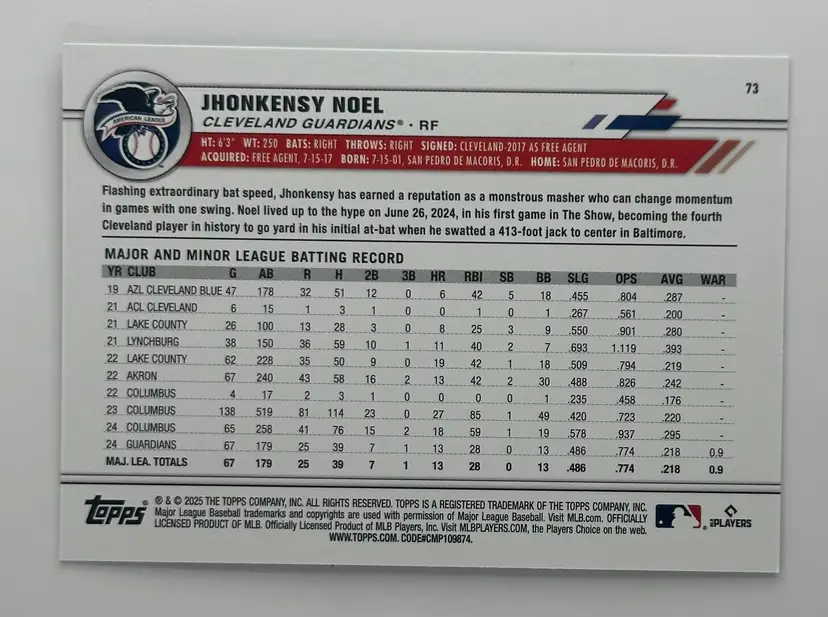 73
AMERICAN LEAGUE
JHONKENSY NOEL
CLEVELAND GUARDIANS® • RF
HT: 6'3" WT: 250 BATS: RIGHT THROWS: RIGHT SIGNED: CLEVELAND-2017 AS FREE AGENT
ACQUIRED: FREE AGENT, 7-15-17 BORN: 7-15-01, SAN PEDRO DE MACORIS, D.R. HOME: SAN PEDRO DE MACORIS, D.R.
Flashing extraordinary bat speed, Jhonkensy has earned a reputation as a monstrous masher who can change momentum
in games with one swing. Noel lived up to the hype on June 26, 2024, in his first game in The Show, becoming the fourth
Cleveland player in history to go yard in his initial at-bat when he swatted a 413-foot jack to center in Baltimore.
MAJOR AND MINOR LEAGUE BATTING RECORD
YR CLUB G AB R H 2B 3B HR RBI SB BB SLG OPS AVG WAR
19 AZL CLEVELAND BLUE 47 178 32 51 12 0 6 42 5 18 .455 .804 .287 -
21 ACL CLEVELAND 6 15 1 3 1 0 0 1 0 1 .267 .561 .200 -
21 LAKE COUNTY 26 100 13 28 3 0 8 25 3 9 .550 .901 .280 -
21 LYNCHBURG 38 150 36 59 10 1 11 40 2 7 .693 1.119 .393 -
22 LAKE COUNTY 62 228 35 50 9 0 19 42 1 18 .509 .794 .219 -
22 AKRON 67 240 43 58 16 2 13 42 2 30 .488 .826 .242 -
22 COLUMBUS 4 17 2 3 1 0 0 0 0 1 .235 .458 .176 -
23 COLUMBUS 138 519 81 114 23 0 27 85 1 49 .420 .723 .220 -
24 COLUMBUS 65 258 41 76 15 2 18 59 1 19 .578 .937 .295 -
24 GUARDIANS 67 179 25 39 7 1 13 28 0 13 .486 .774 .218 0.9
MAJ. LEA. TOTALS 67 179 25 39 7 1 13 28 0 13 .486 .774 .218 0.9
topps ® & © 2025 THE TOPPS COMPANY, INC. ALL RIGHTS RESERVED. TOPPS IS A REGISTERED TRADEMARK OF THE TOPPS COMPANY, INC.
Major League Baseball trademarks and copyrights are used with permission of Major League Baseball. Visit MLB.com. OFFICIALLY
LICENSED PRODUCT OF MLB. Officially Licensed Product of MLB Players, Inc. Visit MLBPLAYERS.COM, the Players Choice on the web.
WWW.TOPPS.COM. CODE#CMP109874.
PLAYERS